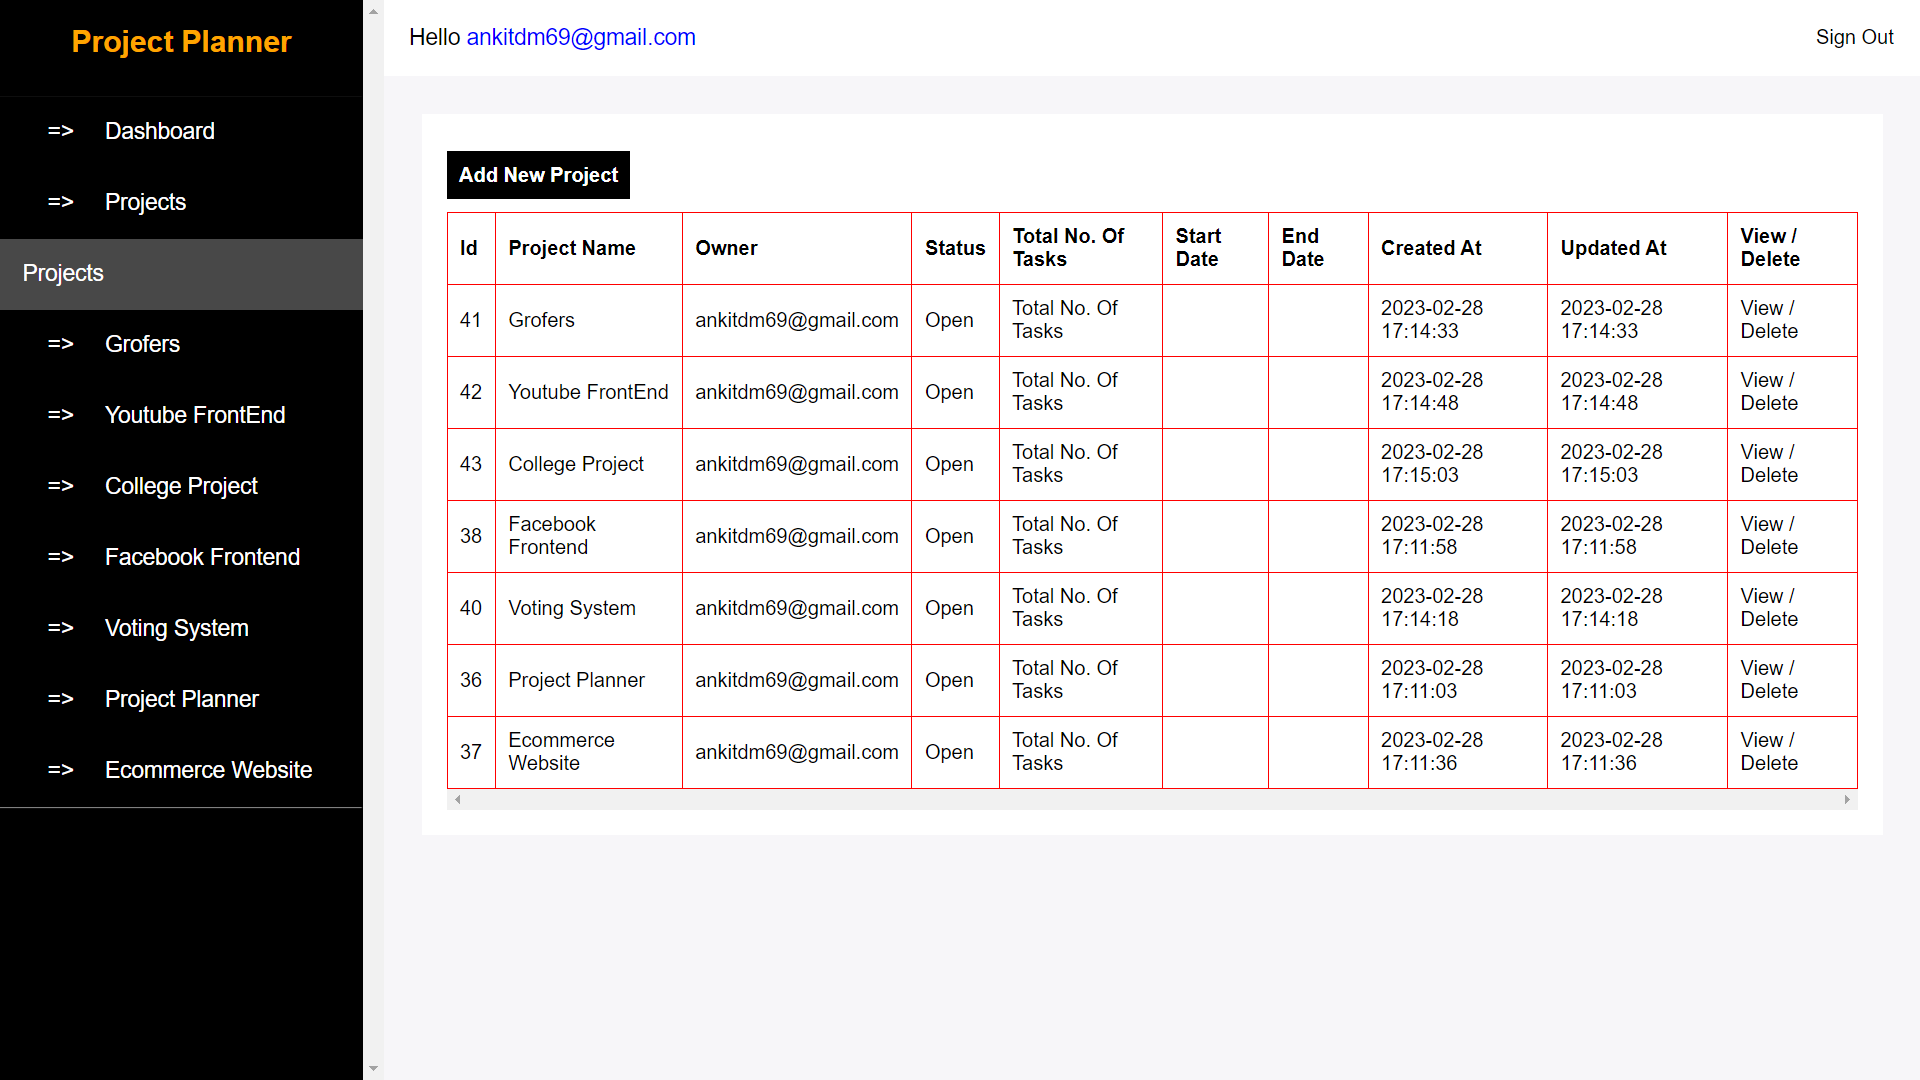 Project Planner
=> Dashboard
=> Projects
Projects
=> Grofers
=> Youtube FrontEnd
=> College Project
=> Facebook Frontend
=> Voting System
=> Project Planner
=> Ecommerce Website
Hello ankitdm69@gmail.com
Sign Out
Add New Project
Id Project Name Owner Status Total No. Of Tasks Start Date End Date Created At Updated At View / Delete
41 Grofers ankitdm69@gmail.com Open Total No. Of Tasks 2023-02-28 17:14:33 2023-02-28 17:14:33 View / Delete
42 Youtube FrontEnd ankitdm69@gmail.com Open Total No. Of Tasks 2023-02-28 17:14:48 2023-02-28 17:14:48 View / Delete
43 College Project ankitdm69@gmail.com Open Total No. Of Tasks 2023-02-28 17:15:03 2023-02-28 17:15:03 View / Delete
38 Facebook Frontend ankitdm69@gmail.com Open Total No. Of Tasks 2023-02-28 17:11:58 2023-02-28 17:11:58 View / Delete
40 Voting System ankitdm69@gmail.com Open Total No. Of Tasks 2023-02-28 17:14:18 2023-02-28 17:14:18 View / Delete
36 Project Planner ankitdm69@gmail.com Open Total No. Of Tasks 2023-02-28 17:11:03 2023-02-28 17:11:03 View / Delete
37 Ecommerce Website ankitdm69@gmail.com Open Total No. Of Tasks 2023-02-28 17:11:36 2023-02-28 17:11:36 View / Delete